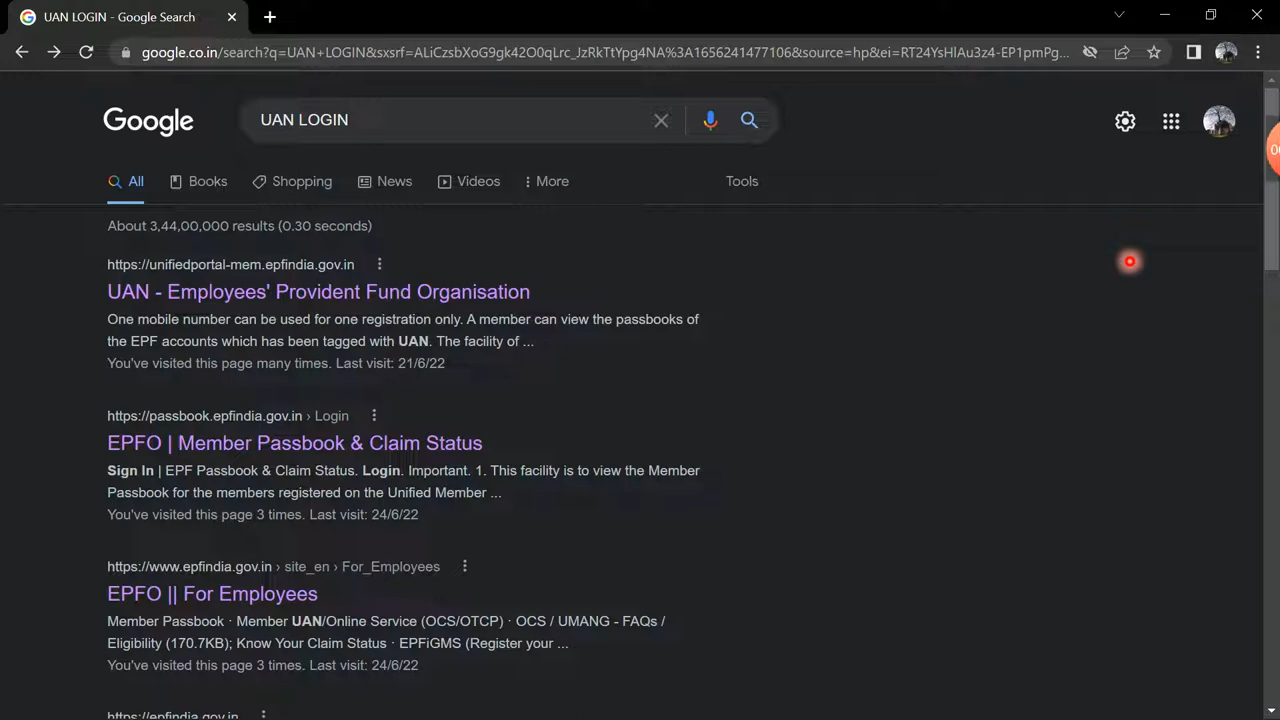 UAN LOGIN - Google Search
google.co.in/search?q=UAN+LOGIN&sxsrf=ALiCzsbXoG9gk42O0qLrc_JzRkTtYpg4NA%3A1656241477106&source=hp&ei=RT24YsHlAu3z4-EP1pmPg...
Google
UAN LOGIN
All Books Shopping News Videos More Tools
About 3,44,00,000 results (0.30 seconds)
https://unifiedportal-mem.epfindia.gov.in
UAN - Employees' Provident Fund Organisation
One mobile number can be used for one registration only. A member can view the passbooks of
the EPF accounts which has been tagged with UAN. The facility of ...
You've visited this page many times. Last visit: 21/6/22
https://passbook.epfindia.gov.in › Login
EPFO | Member Passbook & Claim Status
Sign In | EPF Passbook & Claim Status. Login. Important. 1. This facility is to view the Member
Passbook for the members registered on the Unified Member ...
You've visited this page 3 times. Last visit: 24/6/22
https://www.epfindia.gov.in › site_en › For_Employees
EPFO || For Employees
Member Passbook · Member UAN/Online Service (OCS/OTCP) · OCS / UMANG - FAQs /
Eligibility (170.7KB); Know Your Claim Status · EPFiGMS (Register your ...
You've visited this page 3 times. Last visit: 24/6/22
https://epfindia.gov.in